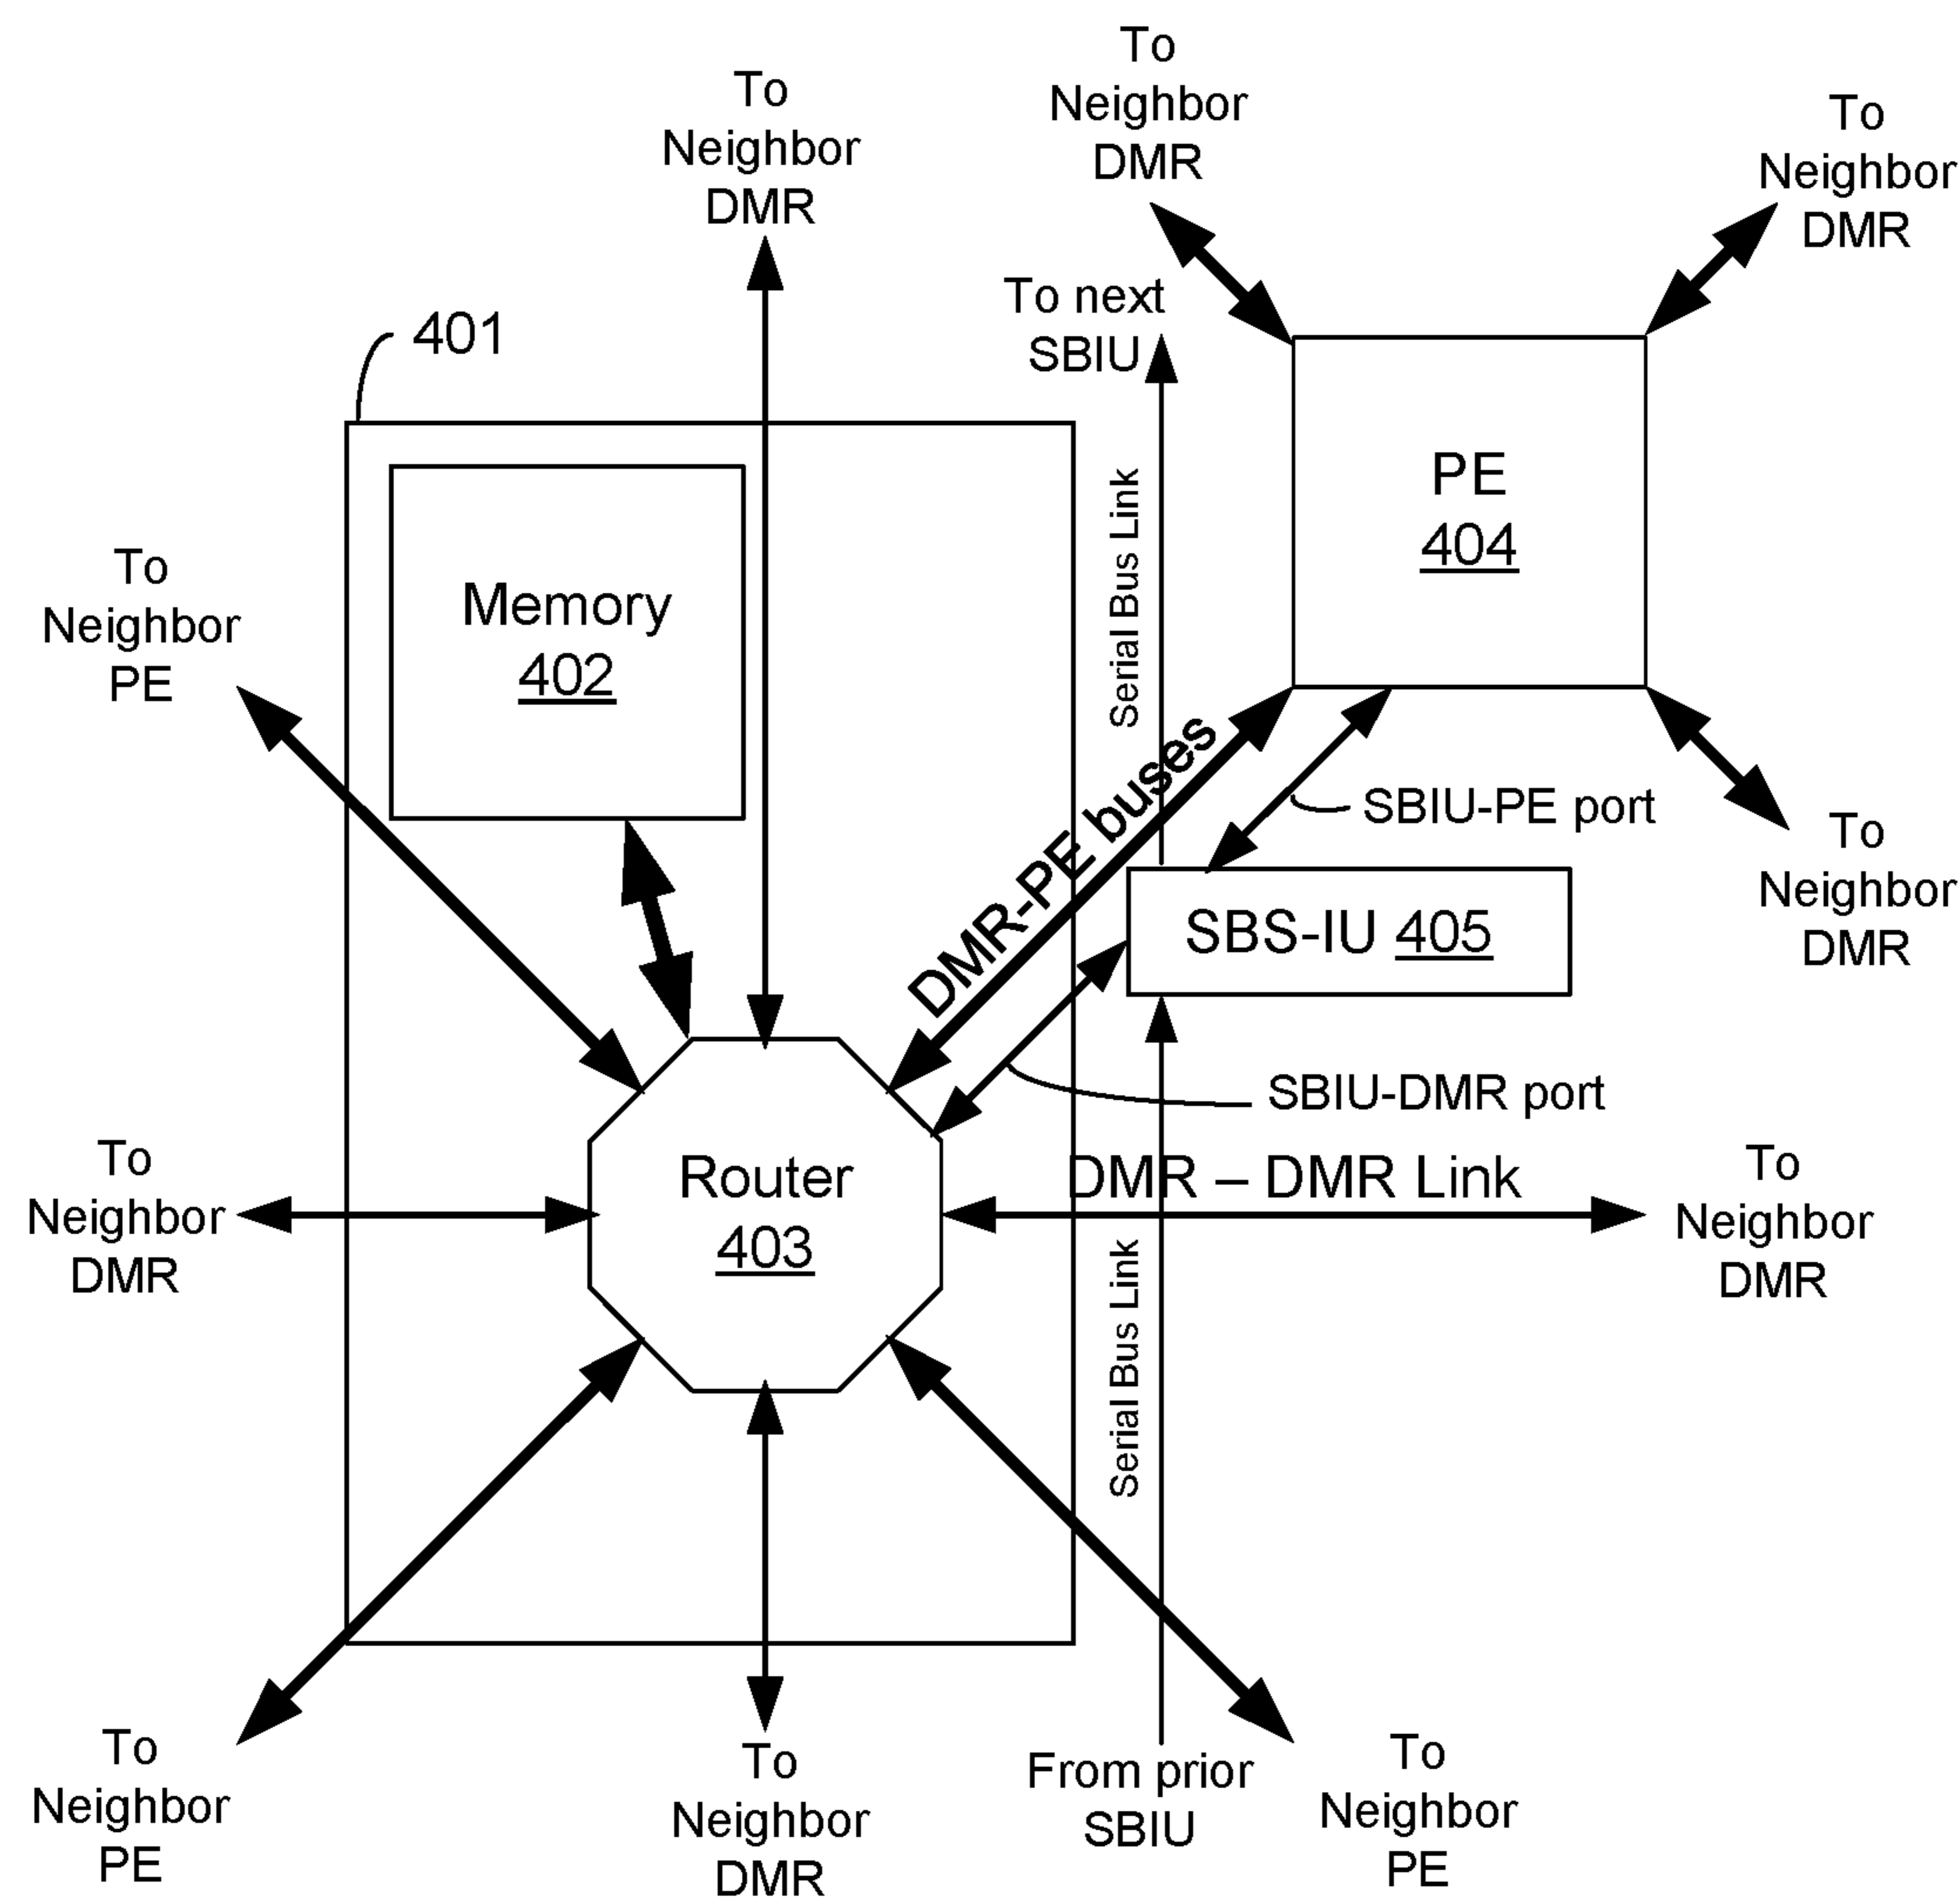 To
Neighbor
DMR
To
Neighbor
DMR
To
Neighbor
DMR
To next
SBIU
401
PE
404
Serial Bus Link
Memory
402
To
Neighbor
PE
DMR-PE buses
SBIU-PE port
To
Neighbor
DMR
SBS-IU 405
SBIU-DMR port
Router
403
DMR – DMR Link
To
Neighbor
DMR
To
Neighbor
DMR
Serial Bus Link
To
Neighbor
PE
To
Neighbor
DMR
From prior
SBIU
To
Neighbor
PE